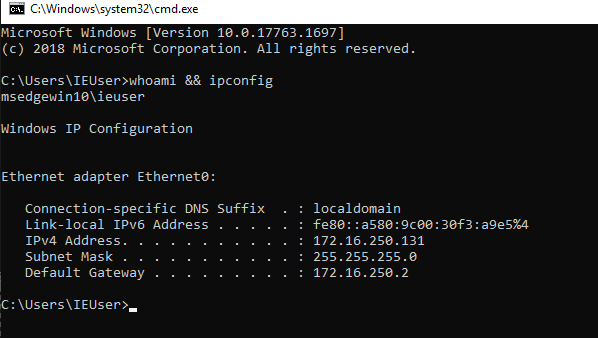 C:\Windows\system32\cmd.exe
Microsoft Windows [Version 10.0.17763.1697]
(c) 2018 Microsoft Corporation. All rights reserved.
C:\Users\IEUser>whoami && ipconfig
msedgewin10\ieuser
Windows IP Configuration
Ethernet adapter Ethernet0:
Connection-specific DNS Suffix  . : localdomain
Link-local IPv6 Address . . . . . : fe80::a580:9c00:30f3:a9e5%4
IPv4 Address. . . . . . . . . . . : 172.16.250.131
Subnet Mask . . . . . . . . . . . : 255.255.255.0
Default Gateway . . . . . . . . . : 172.16.250.2
C:\Users\IEUser>